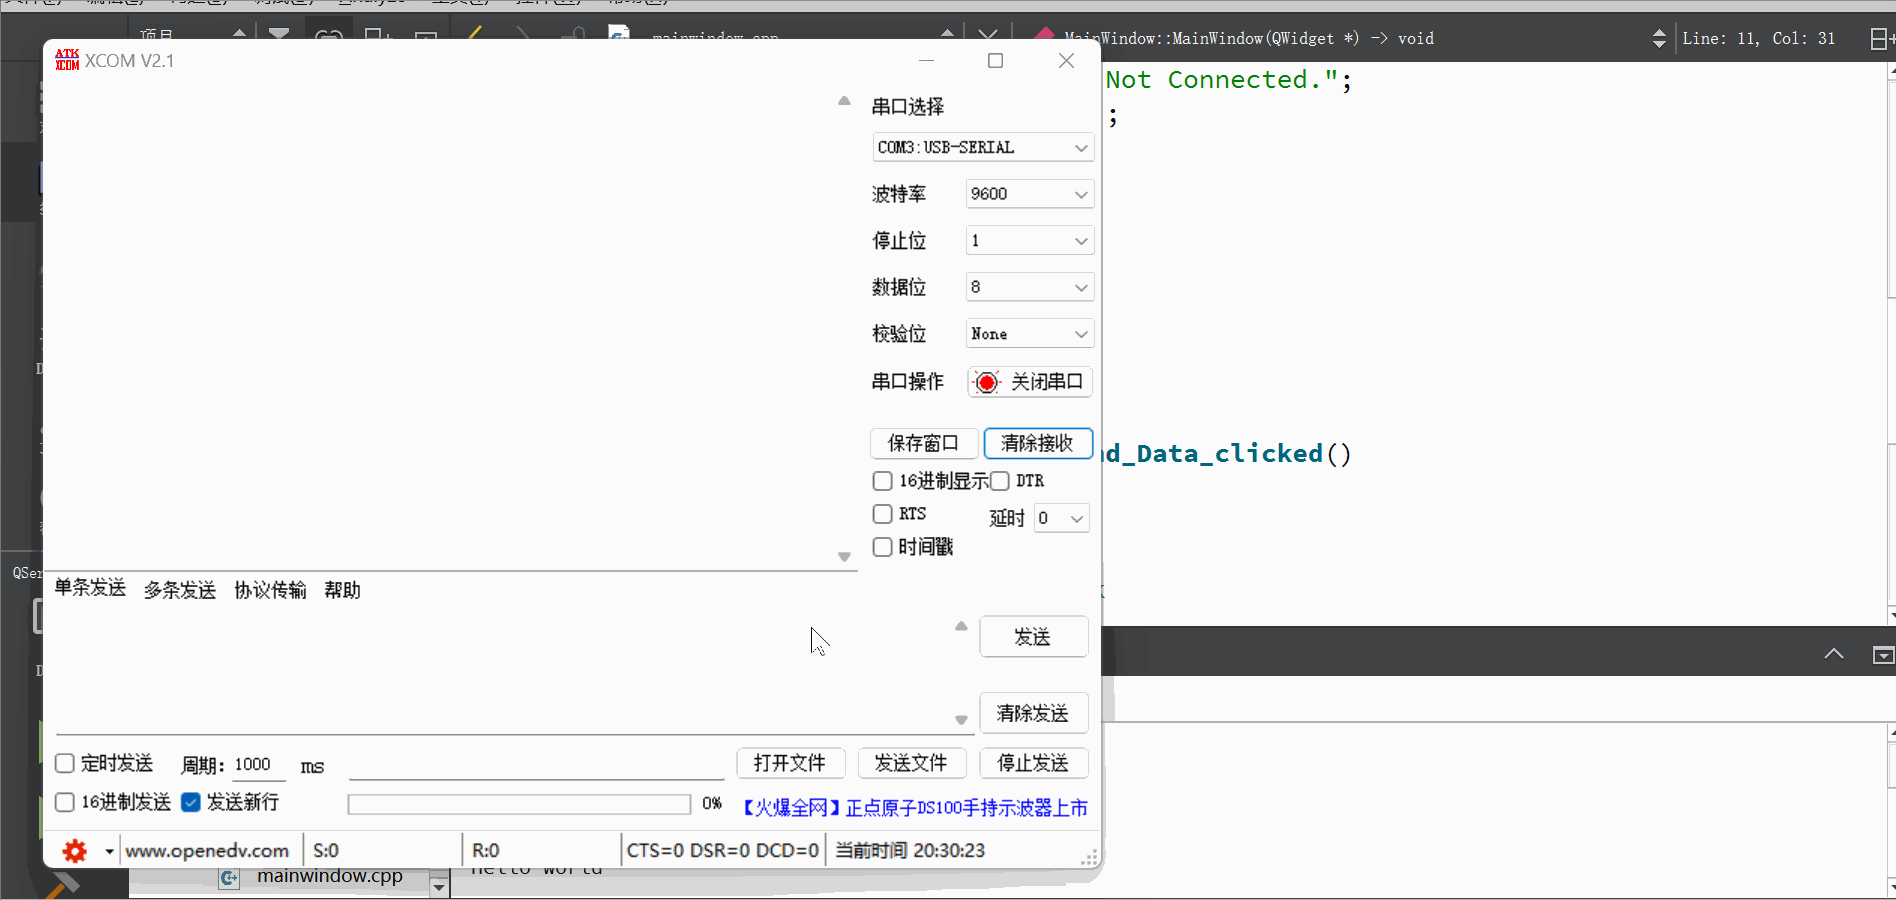 项目
mainwindow.cpp
MainWindow::MainWindow(QWidget *) -> void
Line: 11, Col: 31
ATK
XCOM
XCOM V2.1
Not Connected.";
;
串口选择
COM3:USB-SERIAL
波特率
9600
停止位
1
数据位
8
校验位
None
串口操作
关闭串口
保存窗口
清除接收
nd_Data_clicked()
16进制显示
DTR
RTS
延时
0
时间戳
QSer
单条发送
多条发送
协议传输
帮助
发送
清除发送
定时发送
周期:
1000
ms
打开文件
发送文件
停止发送
16进制发送
发送新行
0%
【火爆全网】正点原子DS100手持示波器上市
www.openedv.com
S:0
R:0
CTS=0 DSR=0 DCD=0
当前时间 20:30:23
mainwindow.cpp